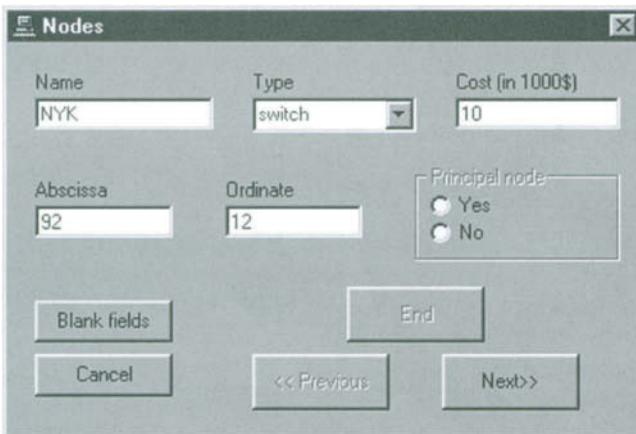 Nodes
Name Type Cost (in 1000$)
NYK switch 10
Abscissa Ordinate Principal node
92 12 Yes
No
Blank fields End
Cancel << Previous Next>>